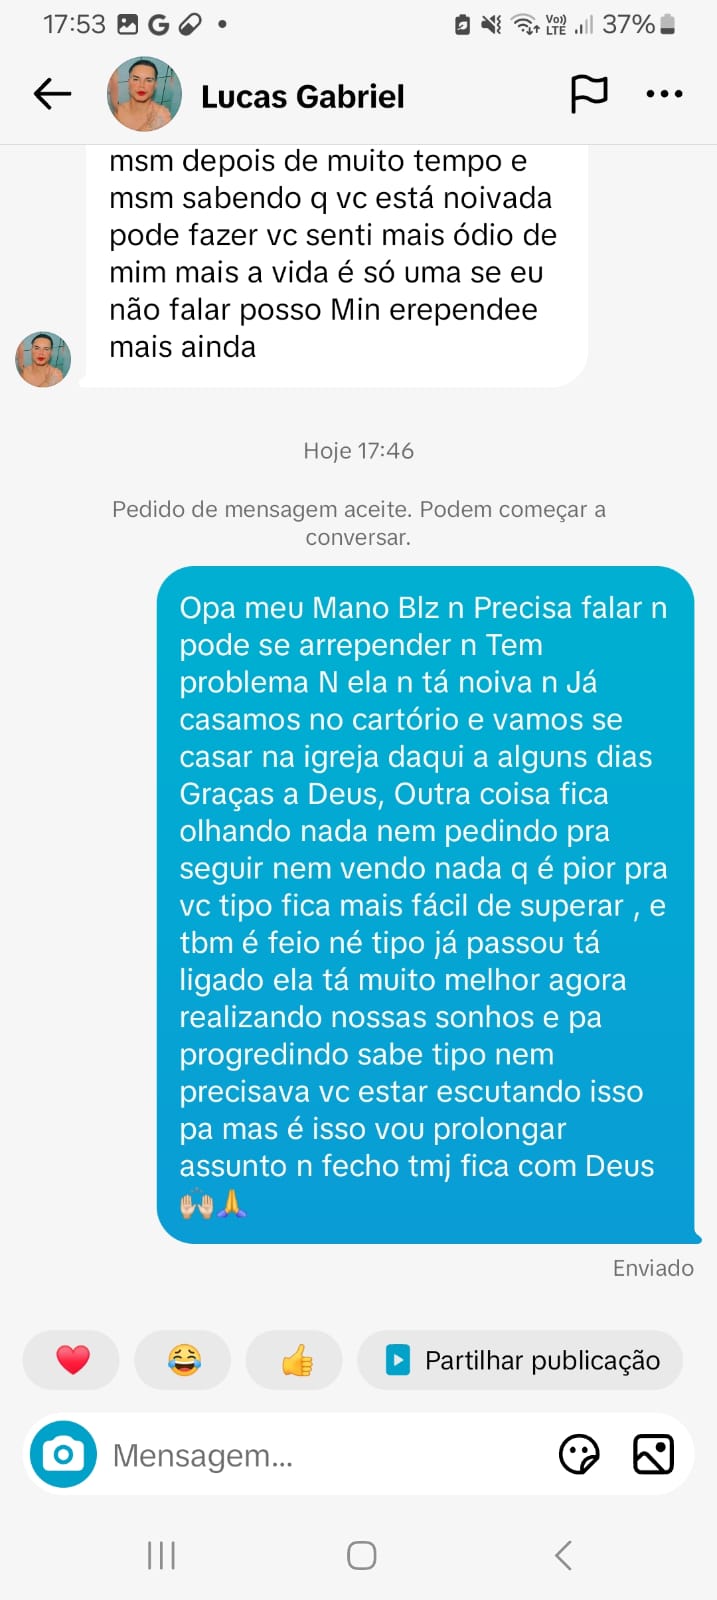 17:53
Vo))
LTE
37%
Lucas Gabriel
msm depois de muito tempo e
msm sabendo q vc está noivada
pode fazer vc senti mais ódio de
mim mais a vida é só uma se eu
não falar posso Min erependee
mais ainda
Hoje 17:46
Pedido de mensagem aceite. Podem começar a
conversar.
Opa meu Mano Blz n Precisa falar n
pode se arrepender n Tem
problema N ela n tá noiva n Já
casamos no cartório e vamos se
casar na igreja daqui a alguns dias
Graças a Deus, Outra coisa fica
olhando nada nem pedindo pra
seguir nem vendo nada q é pior pra
vc tipo fica mais fácil de superar , e
tbm é feio né tipo já passou tá
ligado ela tá muito melhor agora
realizando nossas sonhos e pa
progredindo sabe tipo nem
precisava vc estar escutando isso
pa mas é isso vou prolongar
assunto n fecho tmj fica com Deus
🙌🏻🙏
Enviado
Partilhar publicação
Mensagem...